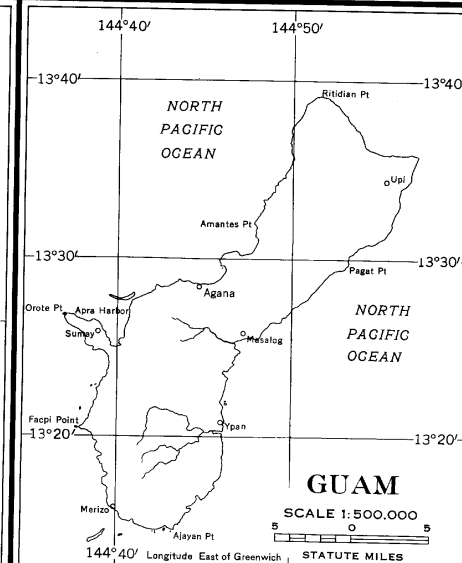 144°40′
144°50′
13°40′
13°40′
Ritidian Pt
NORTH
PACIFIC
OCEAN
Upi
Amantes Pt
13°30′
13°30′
Pagat Pt
Agana
Orote Pt
Apra Harbor
NORTH
PACIFIC
OCEAN
Sumay
Masalog
Facpi Point
Ypan
13°20′
13°20′
GUAM
SCALE 1:500,000
Merizo
5 0 5
Ajayan Pt
144°40′
Longitude East of Greenwich
STATUTE MILES